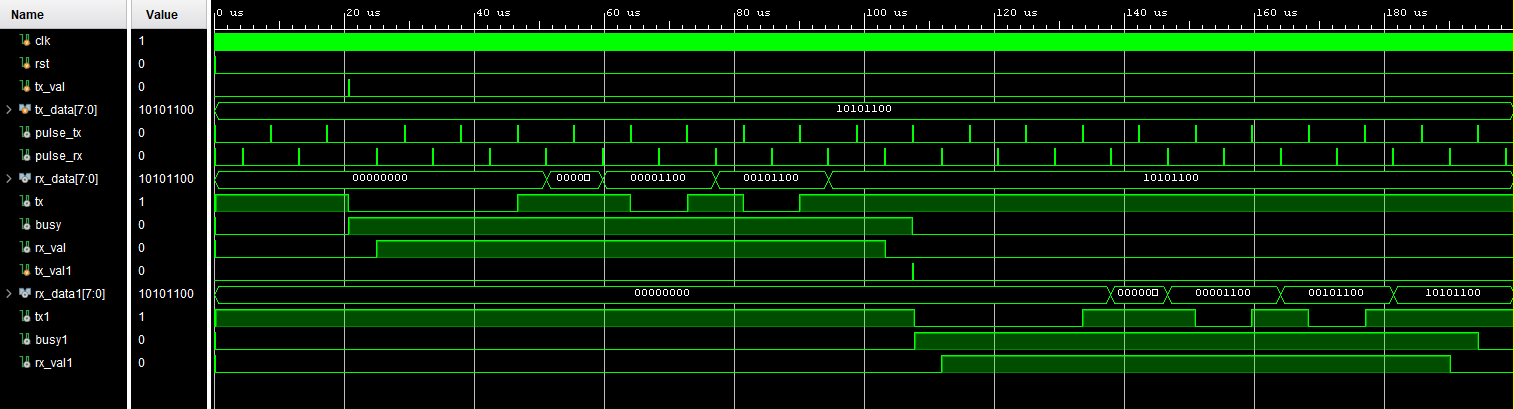 Name Value 0 us 20 us 40 us 60 us 80 us 100 us 120 us 140 us 160 us 180 us
clk 1
rst 0
tx_val 0
tx_data[7:0] 10101100 10101100
pulse_tx 0
pulse_rx 0
rx_data[7:0] 10101100 00000000 0000□ 00001100 00101100 10101100
tx 1
busy 0
rx_val 0
tx_val1 0
rx_data1[7:0] 10101100 00000000 000000□ 00001100 00101100 10101100
tx1 1
busy1 0
rx_val1 0